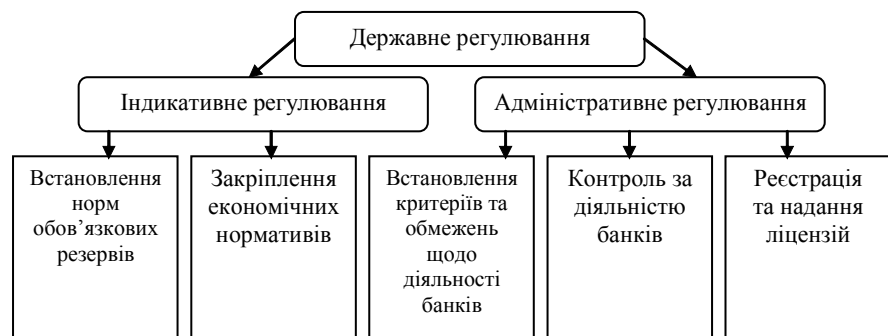 Державне регулювання
Індикативне регулювання
Адміністративне регулювання
Встановлення
норм
обов’язкових
резервів
Закріплення
економічних
нормативів
Встановлення
критеріїв та
обмежень
щодо
діяльності
банків
Контроль за
діяльністю
банків
Реєстрація
та надання
ліцензій